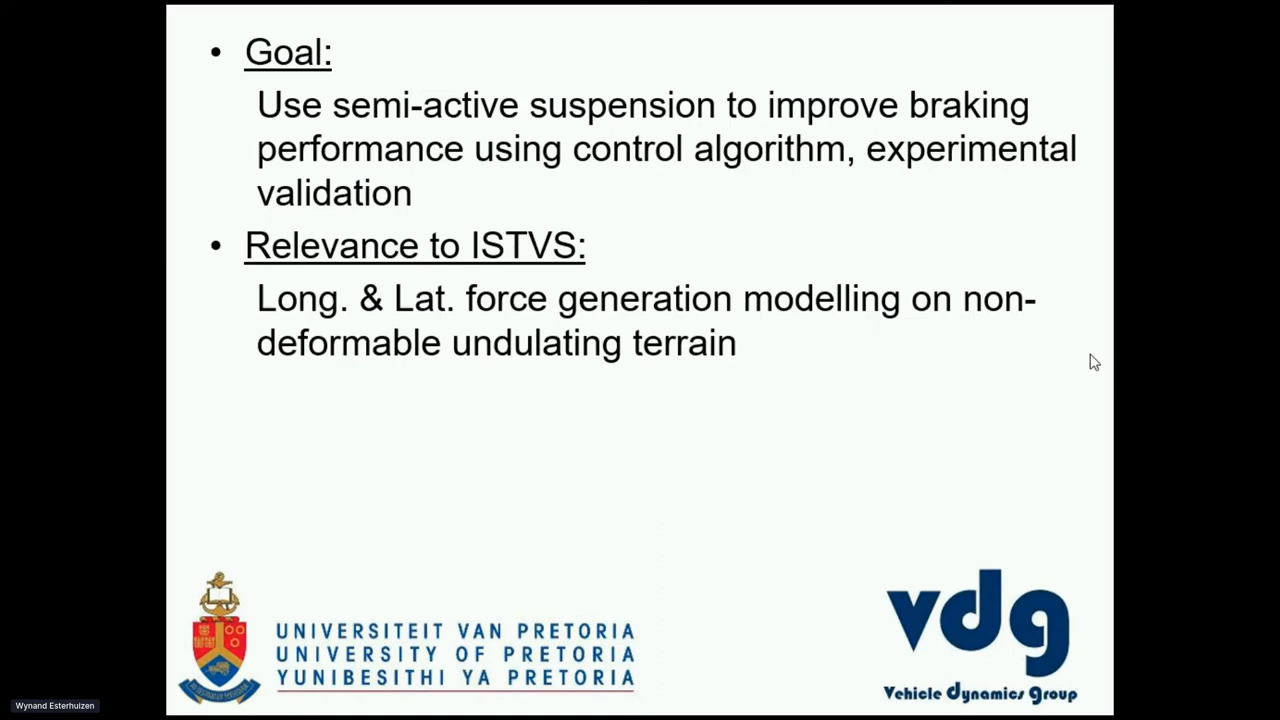 • Goal:
Use semi-active suspension to improve braking
performance using control algorithm, experimental
validation
• Relevance to ISTVS:
Long. & Lat. force generation modelling on non-
deformable undulating terrain
UNIVERSITEIT VAN PRETORIA
UNIVERSITY OF PRETORIA
YUNIBESITHI YA PRETORIA
vdg
Vehicle Dynamics Group
Wynand Esterhuizen